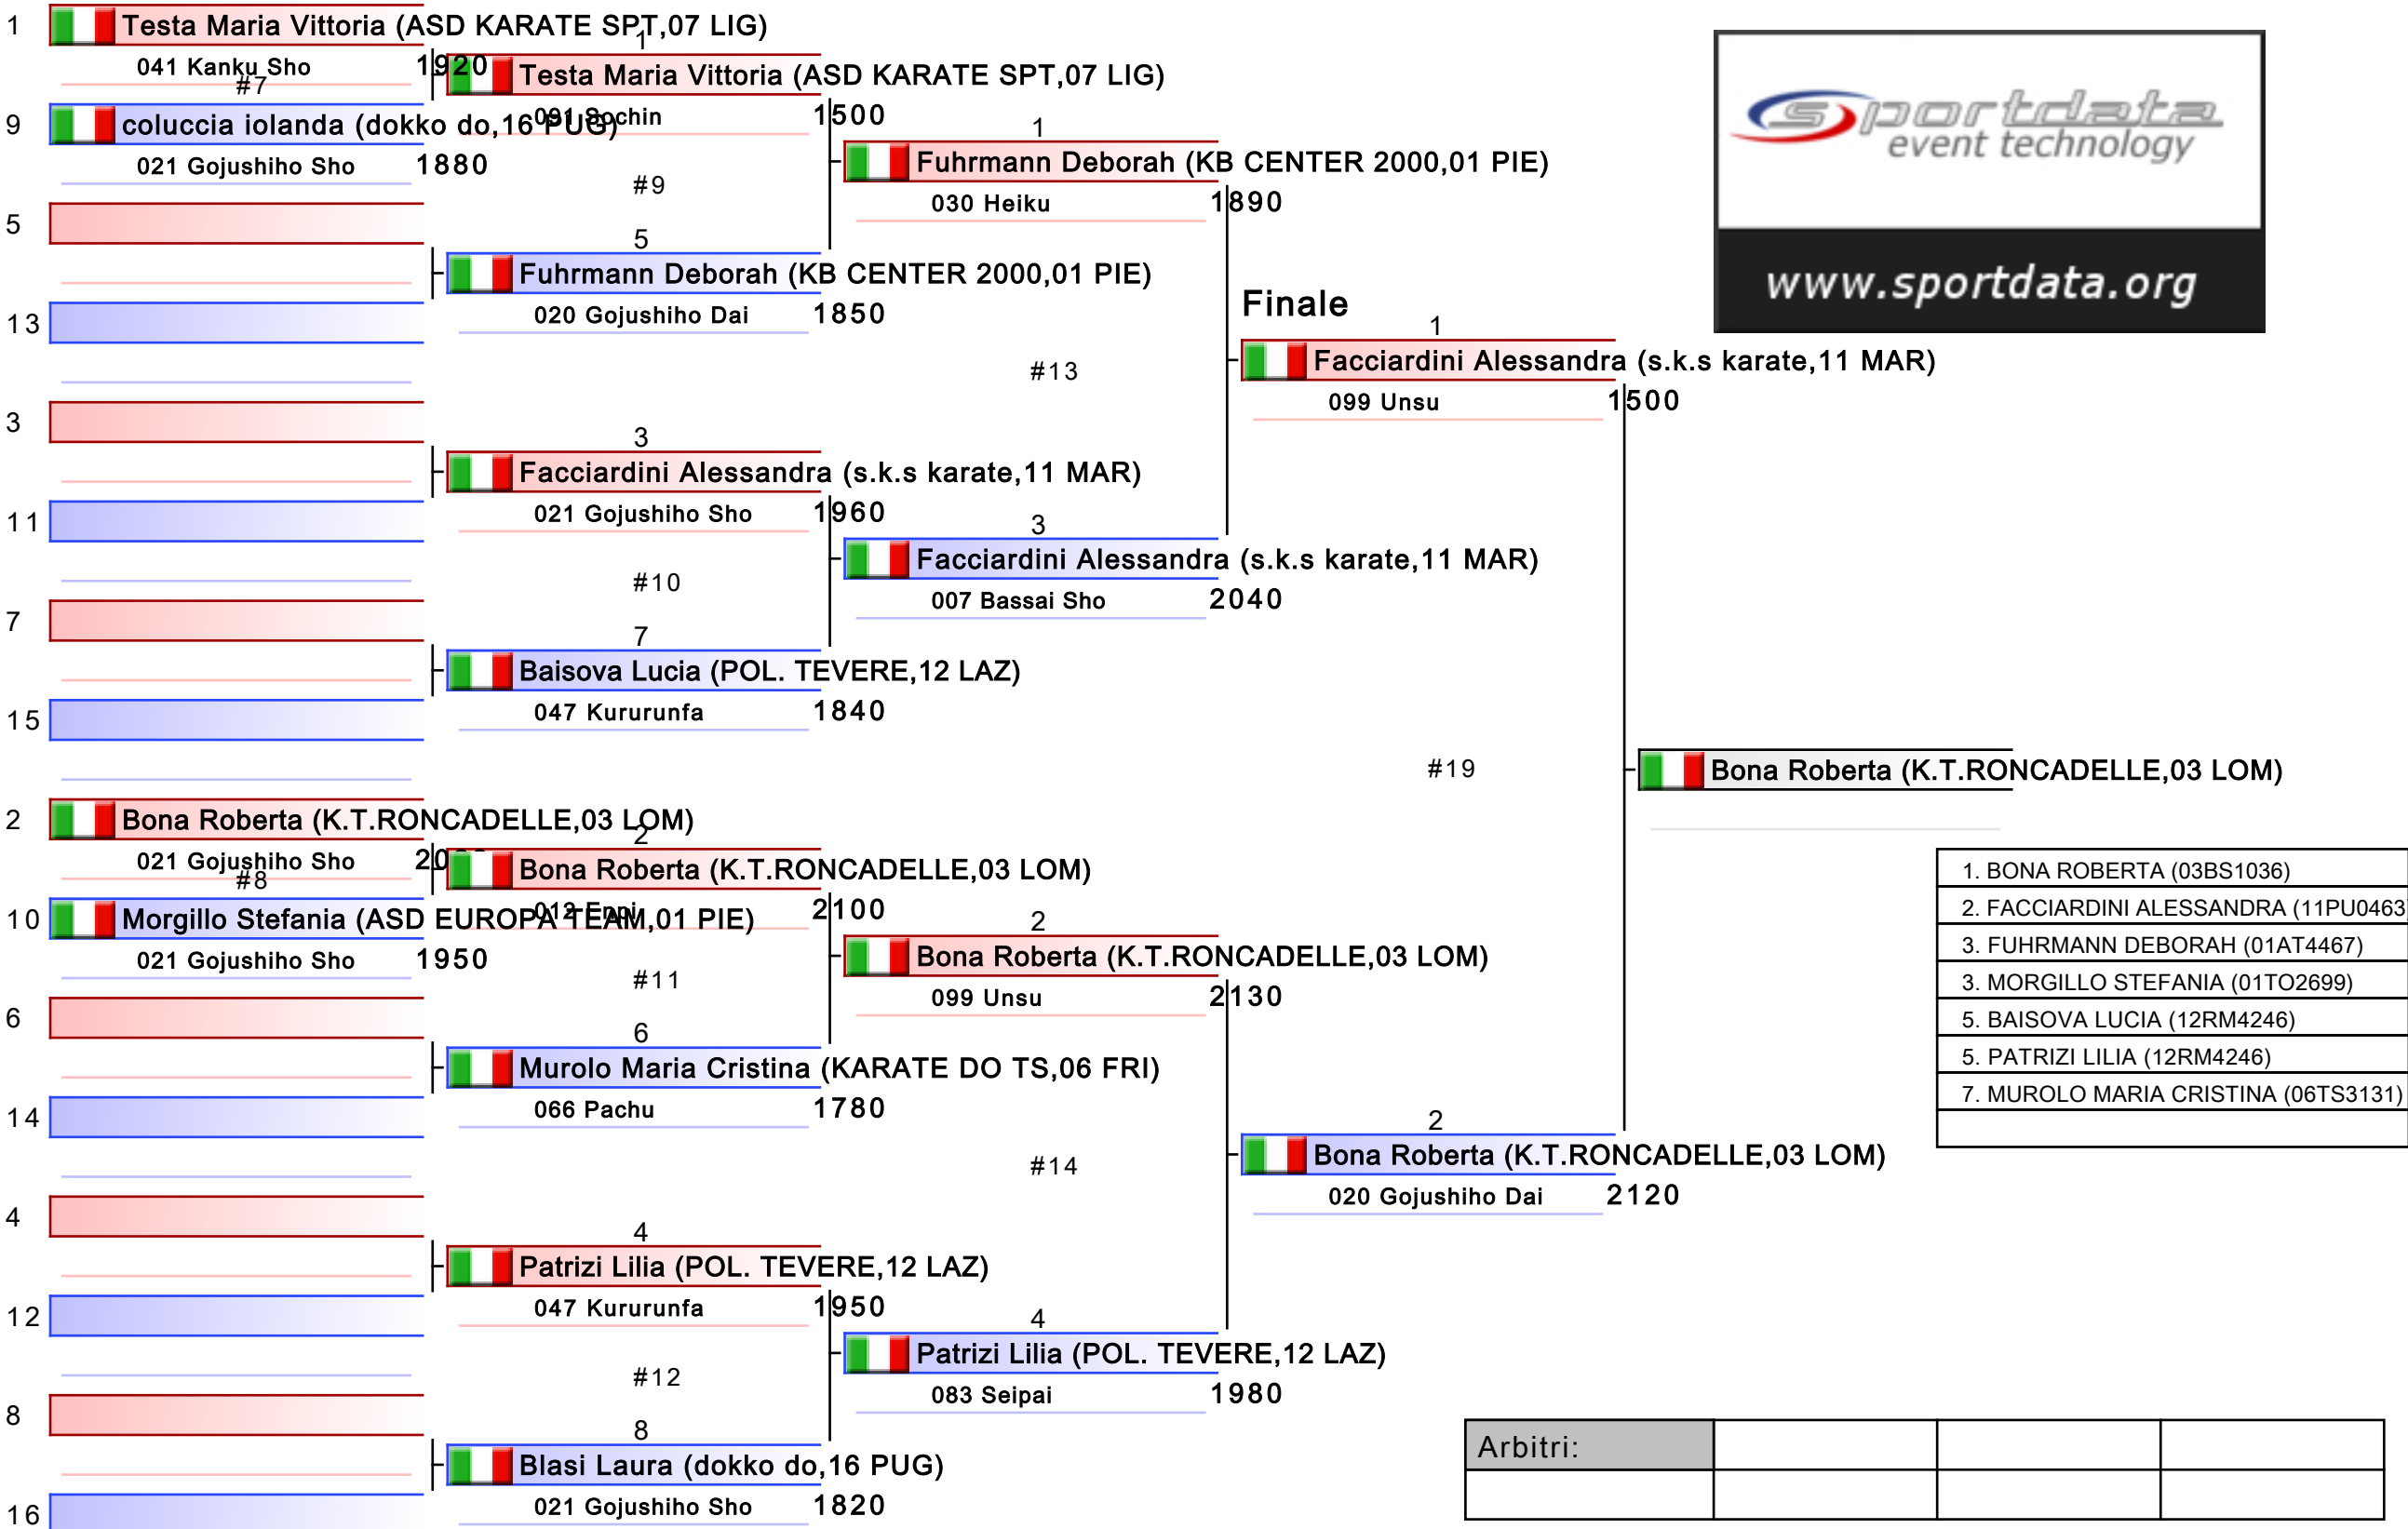 1
Testa Maria Vittoria (ASD KARATE SPT,07 LIG)
041 Kanku Sho 1920
#7
9
coluccia iolanda (dokko do,16 PUG)
021 Gojushiho Sho 1880
5
13
3
11
7
15
2
Bona Roberta (K.T.RONCADELLE,03 LOM)
021 Gojushiho Sho
#8
10
Morgillo Stefania (ASD EUROPA TEAM,01 PIE)
021 Gojushiho Sho 1950
6
14
4
12
8
16
1
Testa Maria Vittoria (ASD KARATE SPT,07 LIG)
091 Sochin 1500
#9
5
Fuhrmann Deborah (KB CENTER 2000,01 PIE)
020 Gojushiho Dai 1850
3
Facciardini Alessandra (s.k.s karate,11 MAR)
021 Gojushiho Sho 1960
#10
7
Baisova Lucia (POL. TEVERE,12 LAZ)
047 Kururunfa 1840
2
Bona Roberta (K.T.RONCADELLE,03 LOM)
012 Enpi 2100
#11
6
Murolo Maria Cristina (KARATE DO TS,06 FRI)
066 Pachu 1780
4
Patrizi Lilia (POL. TEVERE,12 LAZ)
047 Kururunfa 1950
#12
8
Blasi Laura (dokko do,16 PUG)
021 Gojushiho Sho 1820
1
Fuhrmann Deborah (KB CENTER 2000,01 PIE)
030 Heiku 1890
#13
3
Facciardini Alessandra (s.k.s karate,11 MAR)
007 Bassai Sho 2040
2
Bona Roberta (K.T.RONCADELLE,03 LOM)
099 Unsu 2130
#14
4
Patrizi Lilia (POL. TEVERE,12 LAZ)
083 Seipai 1980
Finale
1
Facciardini Alessandra (s.k.s karate,11 MAR)
099 Unsu 1500
#19
2
Bona Roberta (K.T.RONCADELLE,03 LOM)
020 Gojushiho Dai 2120
Bona Roberta (K.T.RONCADELLE,03 LOM)
sportdata
event technology
www.sportdata.org
1. BONA ROBERTA (03BS1036)
2. FACCIARDINI ALESSANDRA (11PU0463
3. FUHRMANN DEBORAH (01AT4467)
3. MORGILLO STEFANIA (01TO2699)
5. BAISOVA LUCIA (12RM4246)
5. PATRIZI LILIA (12RM4246)
7. MUROLO MARIA CRISTINA (06TS3131)
Arbitri: